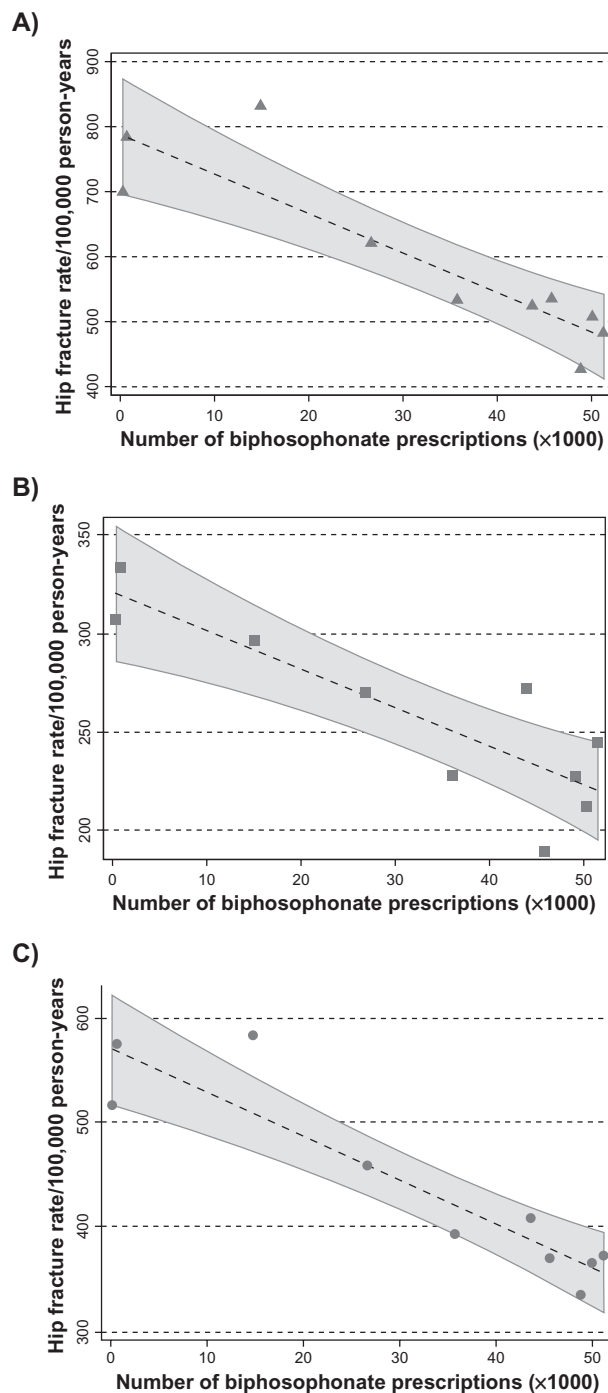 A)
Hip fracture rate/100,000 person-years
900
800
700
600
500
400
0 10 20 30 40 50
Number of biphosophonate prescriptions (×1000)
B)
Hip fracture rate/100,000 person-years
350
300
250
200
0 10 20 30 40 50
Number of biphosophonate prescriptions (×1000)
C)
Hip fracture rate/100,000 person-years
600
500
400
300
0 10 20 30 40 50
Number of biphosophonate prescriptions (×1000)